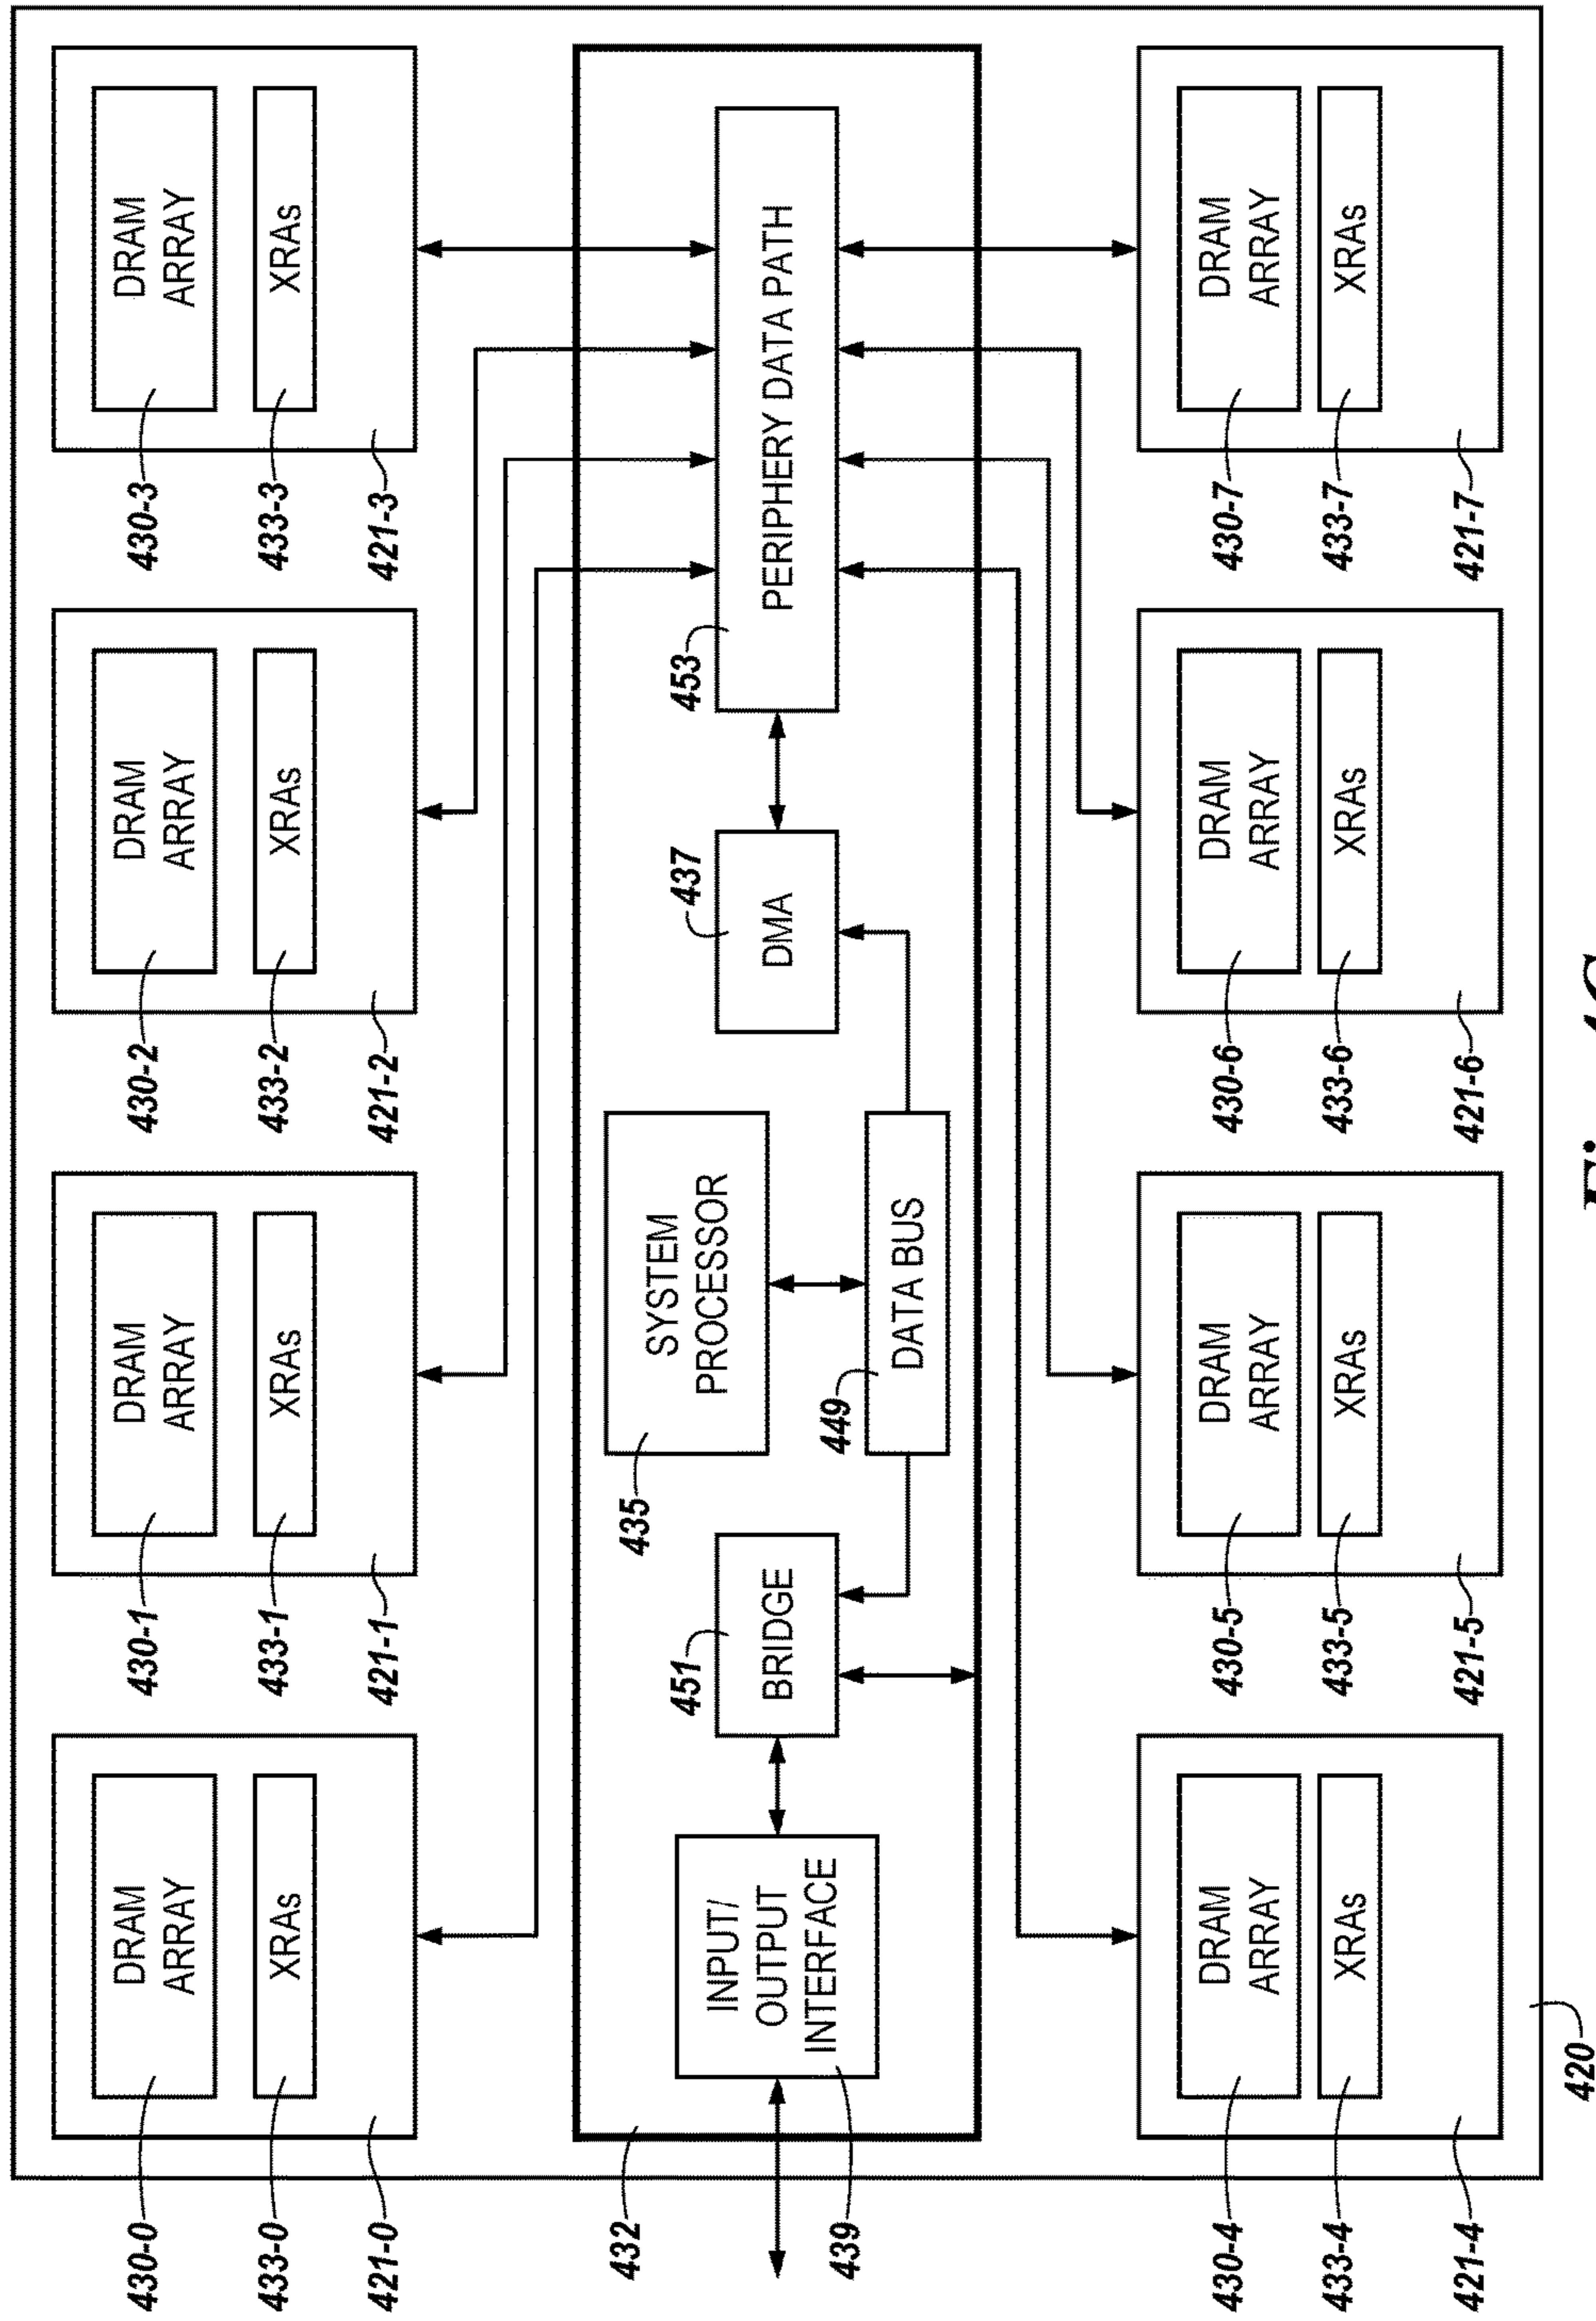 430-0
DRAM
ARRAY
433-0
XRAs
421-0
430-1
DRAM
ARRAY
433-1
XRAs
421-1
430-2
DRAM
ARRAY
433-2
XRAs
421-2
430-3
DRAM
ARRAY
433-3
XRAs
421-3
432
439
INPUT/
OUTPUT
INTERFACE
451
BRIDGE
435
SYSTEM
PROCESSOR
449
DATA BUS
437
DMA
453
PERIPHERY DATA PATH
430-4
DRAM
ARRAY
433-4
XRAs
421-4
430-5
DRAM
ARRAY
433-5
XRAs
421-5
430-6
DRAM
ARRAY
433-6
XRAs
421-6
430-7
DRAM
ARRAY
433-7
XRAs
421-7
420